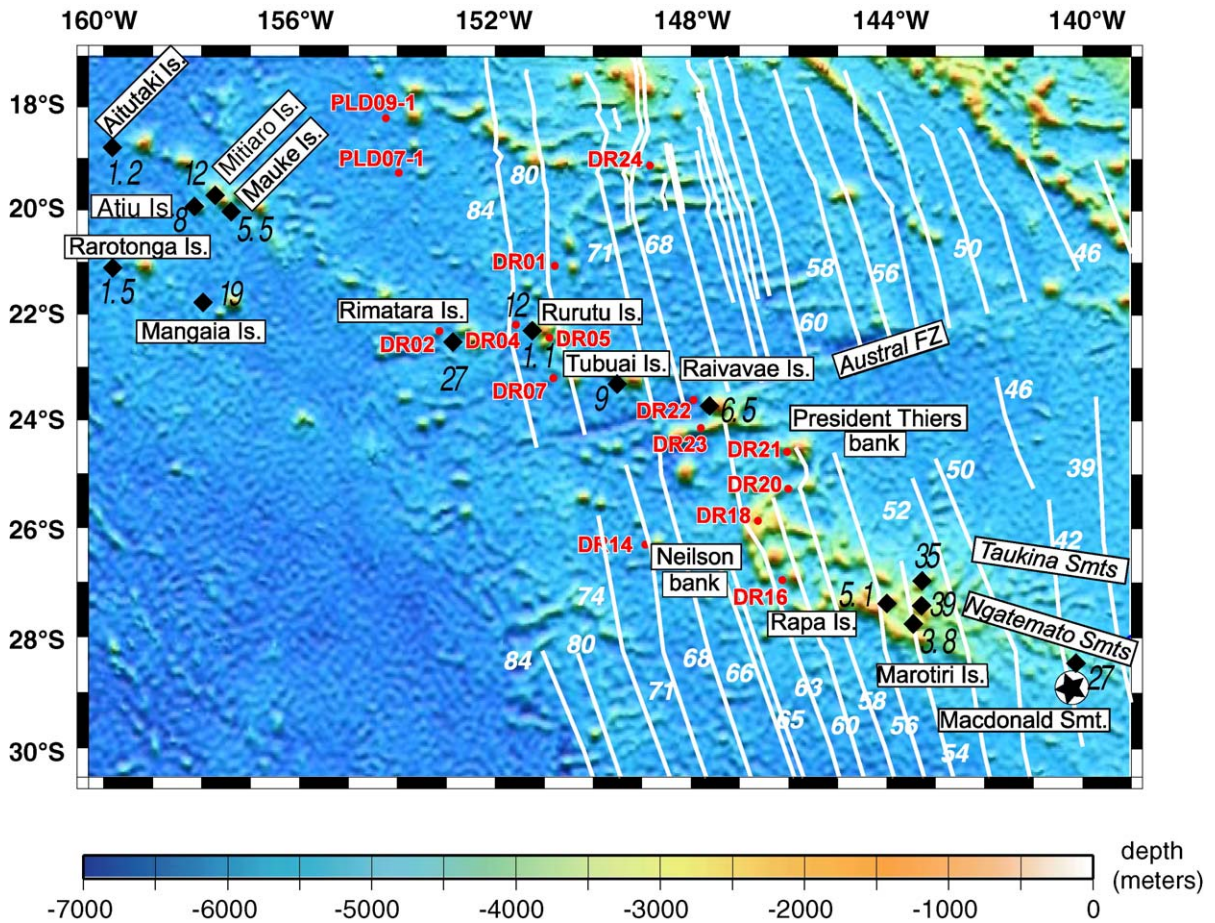 160°W 156°W 152°W 148°W 144°W 140°W
18°S
20°S
22°S
24°S
26°S
28°S
30°S
Aitutaki Is.
1.2
12
Mitiaro Is.
Mauke Is.
Atiu Is.
8
5.5
Rarotonga Is.
1.5
19
Mangaia Is.
PLD09-1
PLD07-1
DR24
80
84
71
68
58
56
50
46
60
DR01
Rimatara Is.
12
Rurutu Is.
DR02
DR04
DR05
1.1
27
DR07
Tubuai Is.
9
Raivavae Is.
Austral FZ
DR22
6.5
DR23
President Thiers
bank
DR21
DR20
DR18
46
39
50
52
42
DR14
Neilson
bank
DR16
Taukina Smts
35
5.1
39
Rapa Is.
3.8
Ngatemato Smts
27
Marotiri Is.
Macdonald Smt.
74
80
84
68
66
71
63
65
60
58
56
54
depth
(meters)
-7000 -6000 -5000 -4000 -3000 -2000 -1000 0